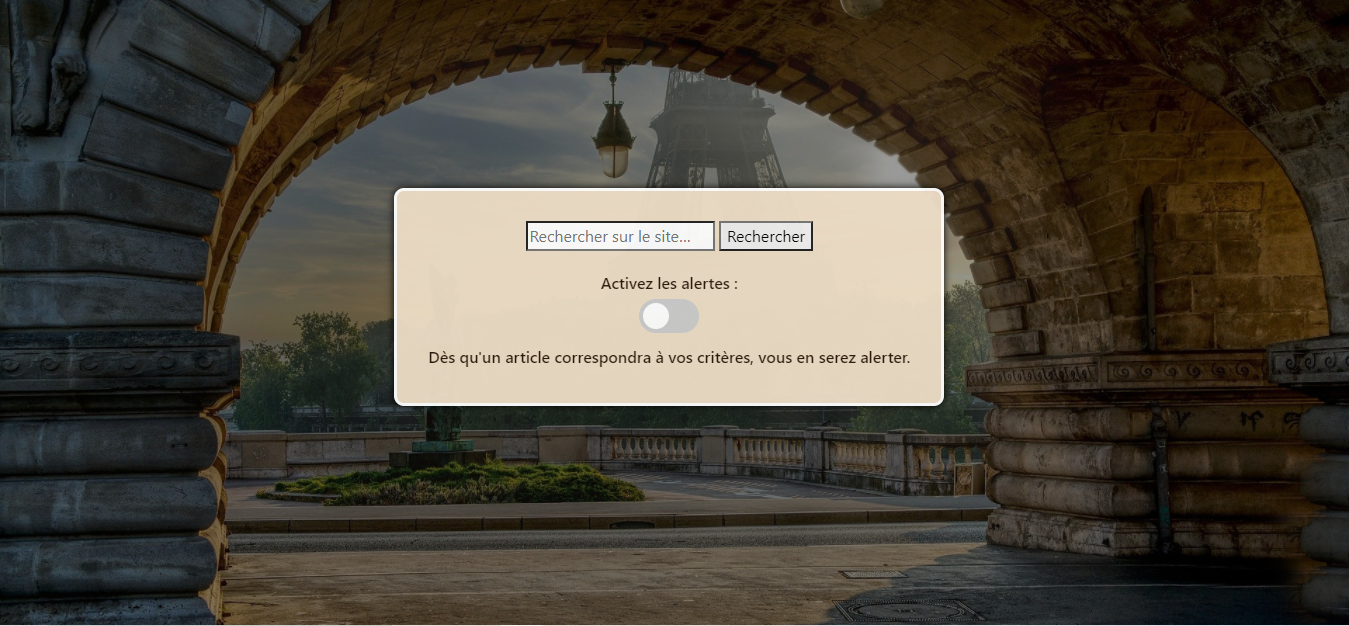 Rechercher sur le site... Rechercher
Activez les alertes :
Dès qu'un article correspondra à vos critères, vous en serez alerter.